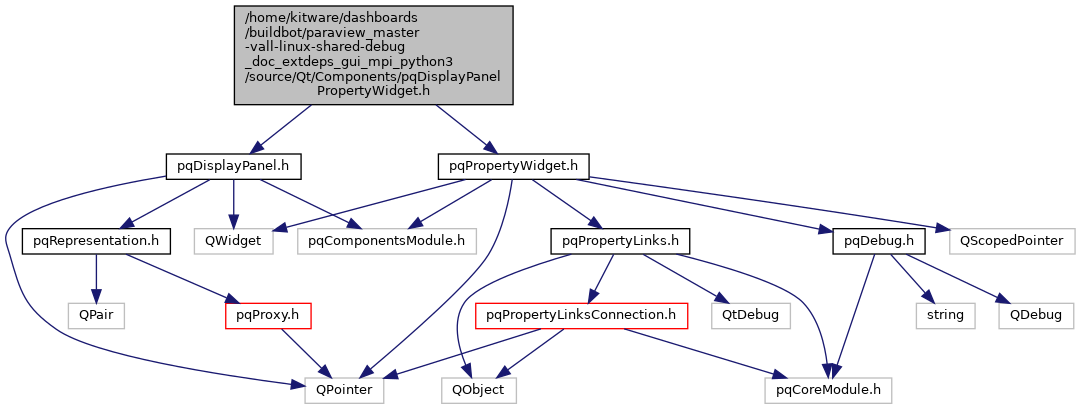 /home/kitware/dashboards
/buildbot/paraview_master
-vall-linux-shared-debug
_doc_extdeps_gui_mpi_python3
/source/Qt/Components/pqDisplayPanel
PropertyWidget.h
pqDisplayPanel.h
pqPropertyWidget.h
pqRepresentation.h
QWidget
pqComponentsModule.h
pqPropertyLinks.h
pqDebug.h
QScopedPointer
QPair
pqProxy.h
pqPropertyLinksConnection.h
QtDebug
string
QDebug
QPointer
QObject
pqCoreModule.h